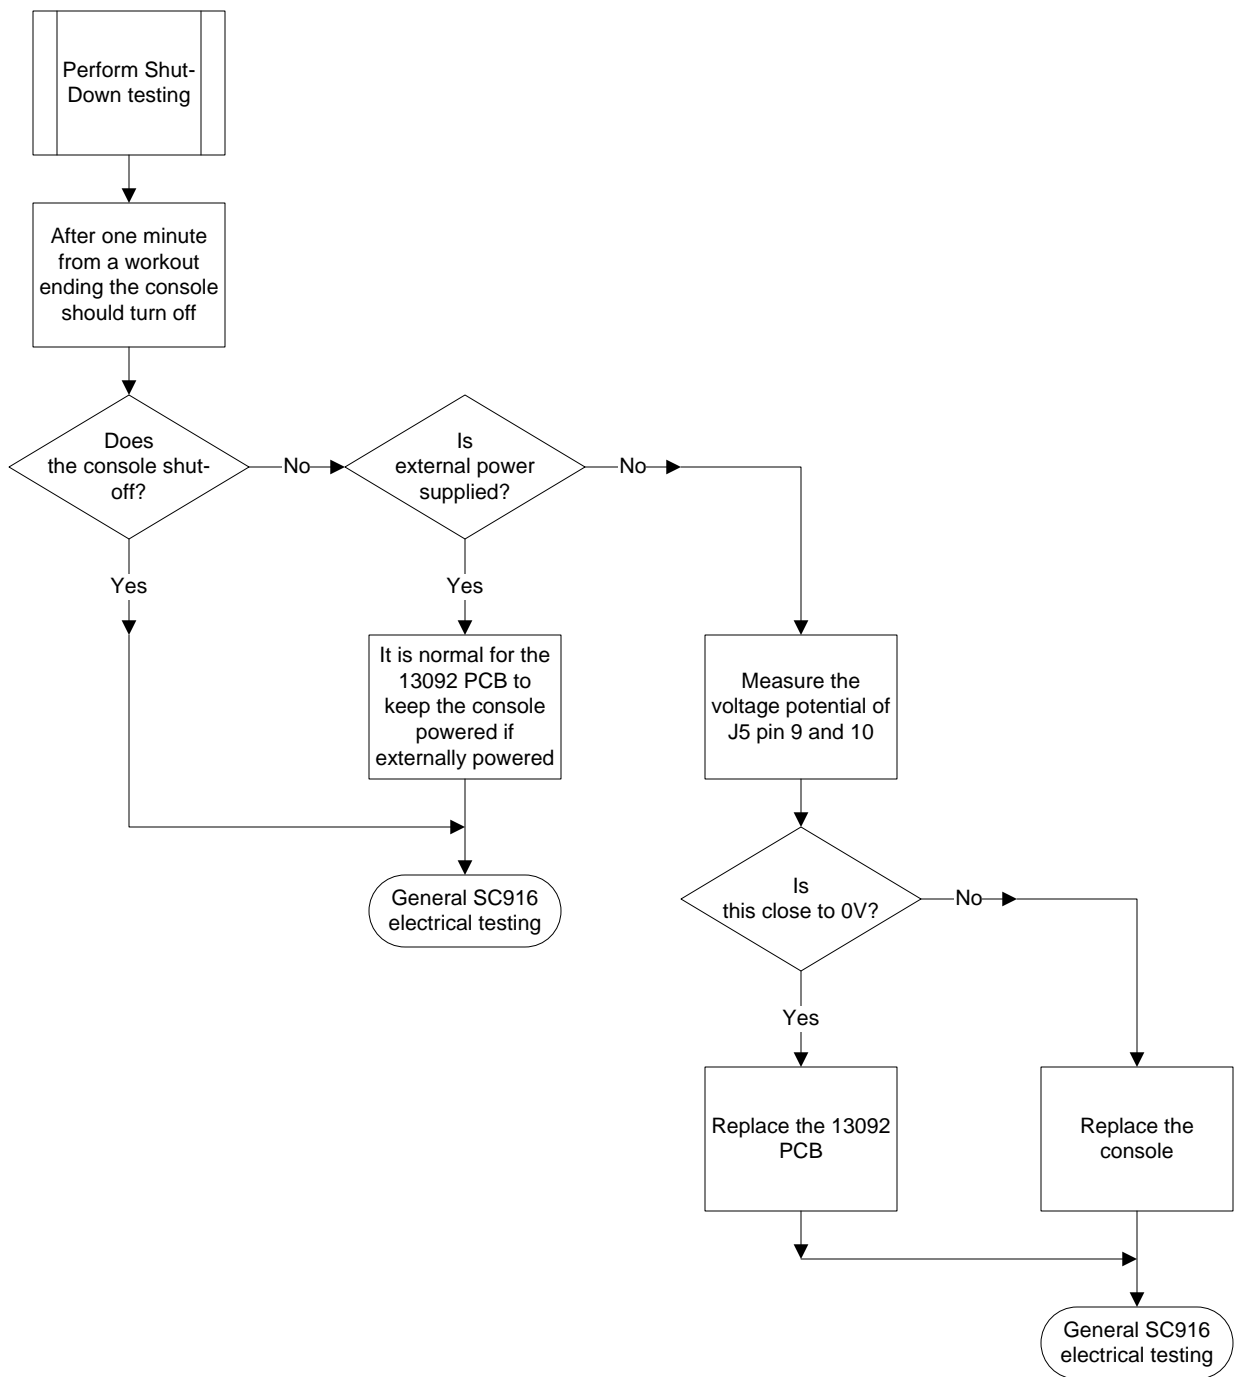 Perform Shut-
Down testing
After one minute
from a workout
ending the console
should turn off
Does
the console shut-
off?
No
Is
external power
supplied?
No
Yes
Yes
It is normal for the
13092 PCB to
keep the console
powered if
externally powered
Measure the
voltage potential of
J5 pin 9 and 10
General SC916
electrical testing
Is
this close to 0V?
No
Yes
Replace the 13092
PCB
Replace the
console
General SC916
electrical testing